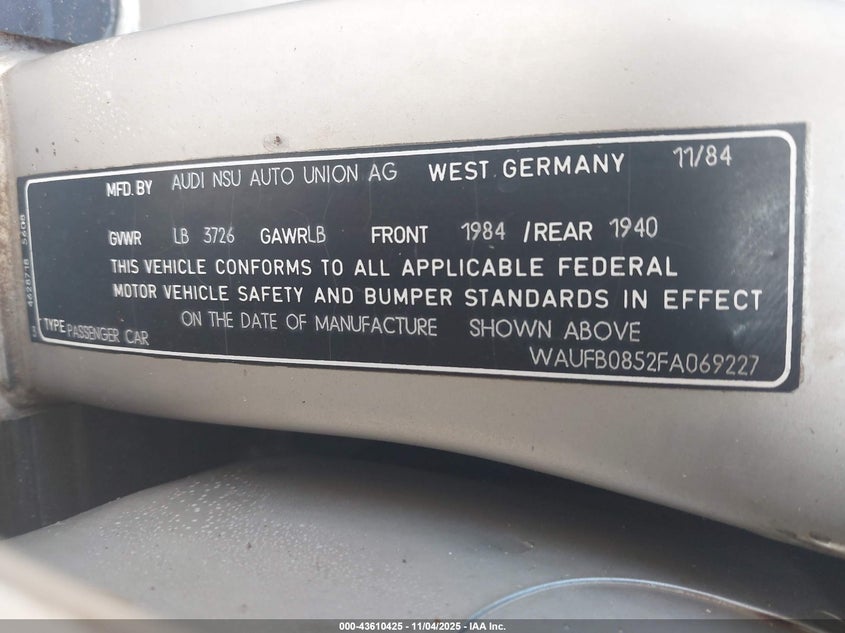 MFD. BY AUDI NSU AUTO UNION AG WEST GERMANY 11/84
GVWR LB 3726 GAWRLB FRONT 1984 /REAR 1940
THIS VEHICLE CONFORMS TO ALL APPLICABLE FEDERAL
MOTOR VEHICLE SAFETY AND BUMPER STANDARDS IN EFFECT
ON THE DATE OF MANUFACTURE SHOWN ABOVE
TYPE PASSENGER CAR
WAUFB0852FA069227
000-43610425 - 11/04/2025 - IAA Inc.